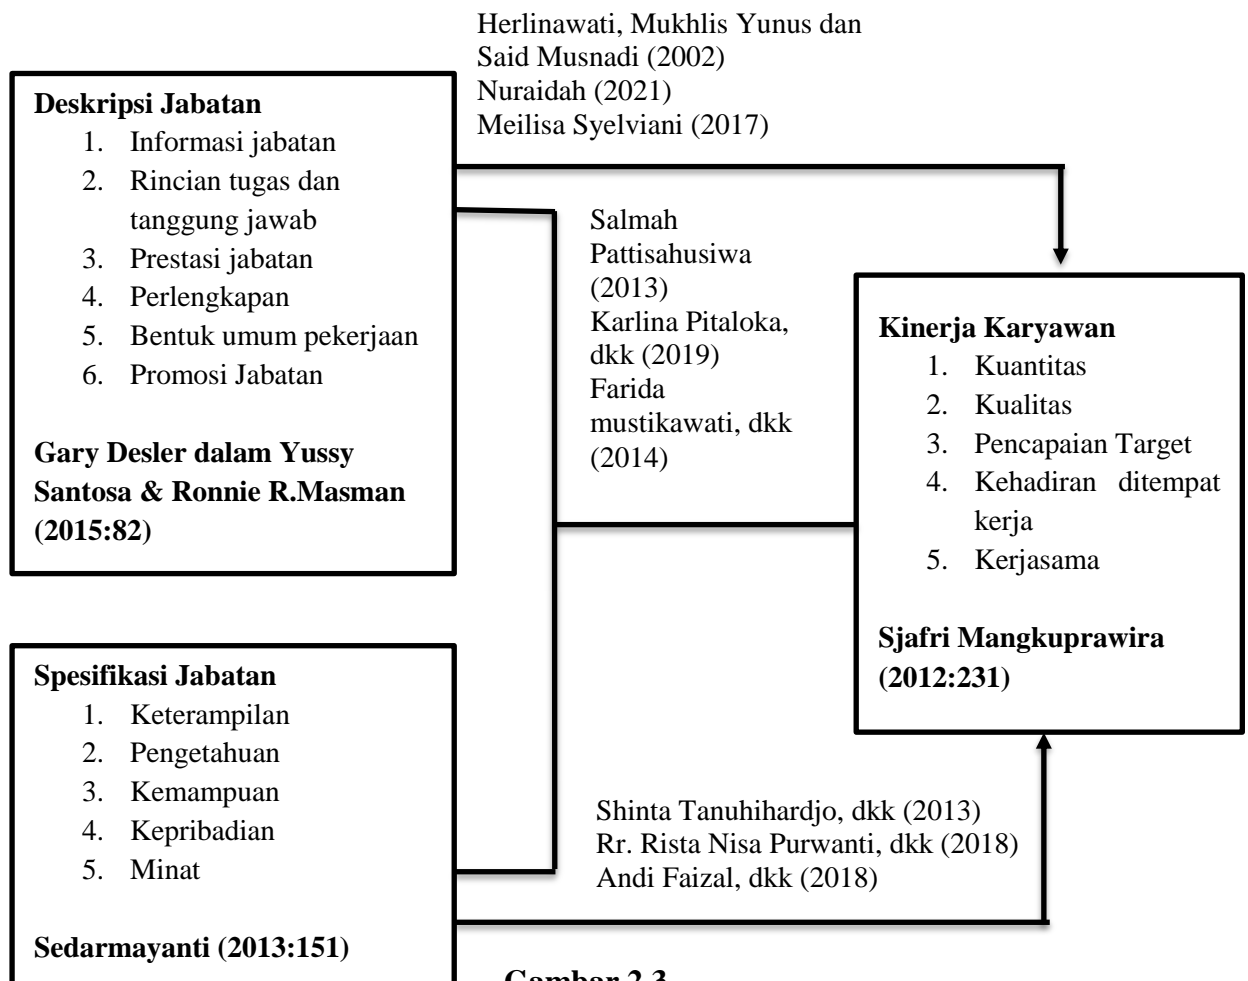 Herlinawati, Mukhlis Yunus dan
Said Musnadi (2002)
Nuraidah (2021)
Meilisa Syelviani (2017)
Deskripsi Jabatan
1. Informasi jabatan
2. Rincian tugas dan
tanggung jawab
3. Prestasi jabatan
4. Perlengkapan
5. Bentuk umum pekerjaan
6. Promosi Jabatan
Gary Desler dalam Yussy
Santosa & Ronnie R.Masman
(2015:82)
Salmah
Pattisahusiwa
(2013)
Karlina Pitaloka,
dkk (2019)
Farida
mustikawati, dkk
(2014)
Kinerja Karyawan
1. Kuantitas
2. Kualitas
3. Pencapaian Target
4. Kehadiran ditempat
kerja
5. Kerjasama
Sjafri Mangkuprawira
(2012:231)
Spesifikasi Jabatan
1. Keterampilan
2. Pengetahuan
3. Kemampuan
4. Kepribadian
5. Minat
Sedarmayanti (2013:151)
Shinta Tanuhihardjo, dkk (2013)
Rr. Rista Nisa Purwanti, dkk (2018)
Andi Faizal, dkk (2018)
Gambar 2.3